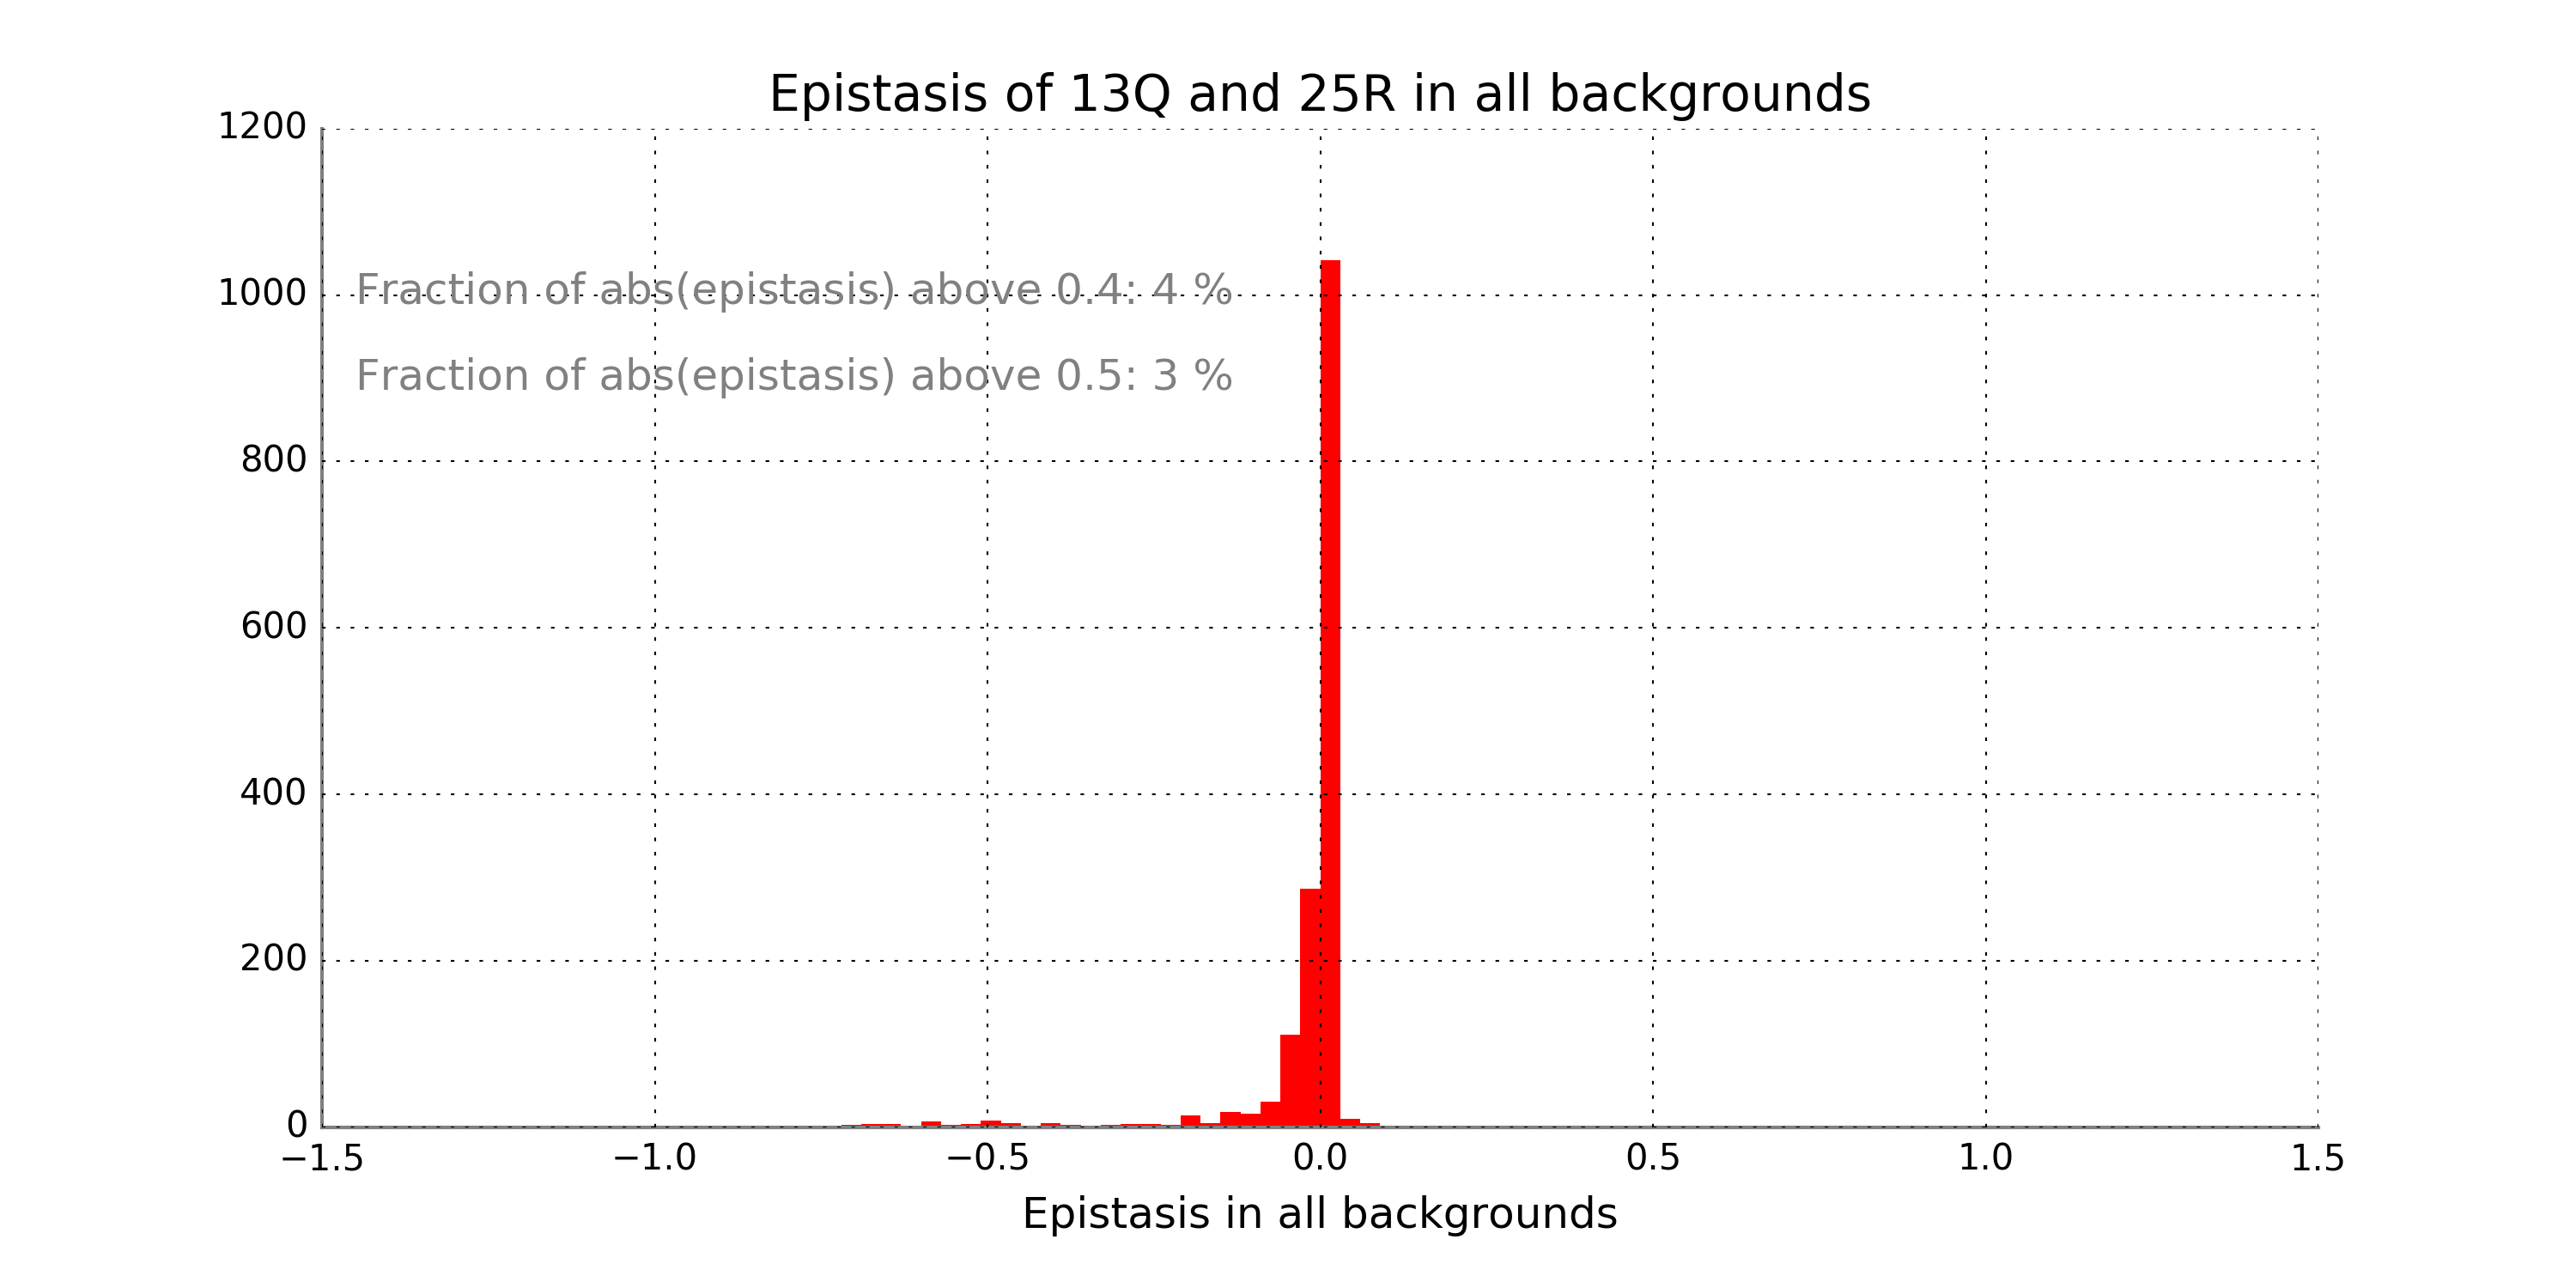 Epistasis of 13Q and 25R in all backgrounds
1200
1000
Fraction of abs(epistasis) above 0.4: 4 %
Fraction of abs(epistasis) above 0.5: 3 %
800
600
400
200
0
−1.5 −1.0 −0.5 0.0 0.5 1.0 1.5
Epistasis in all backgrounds